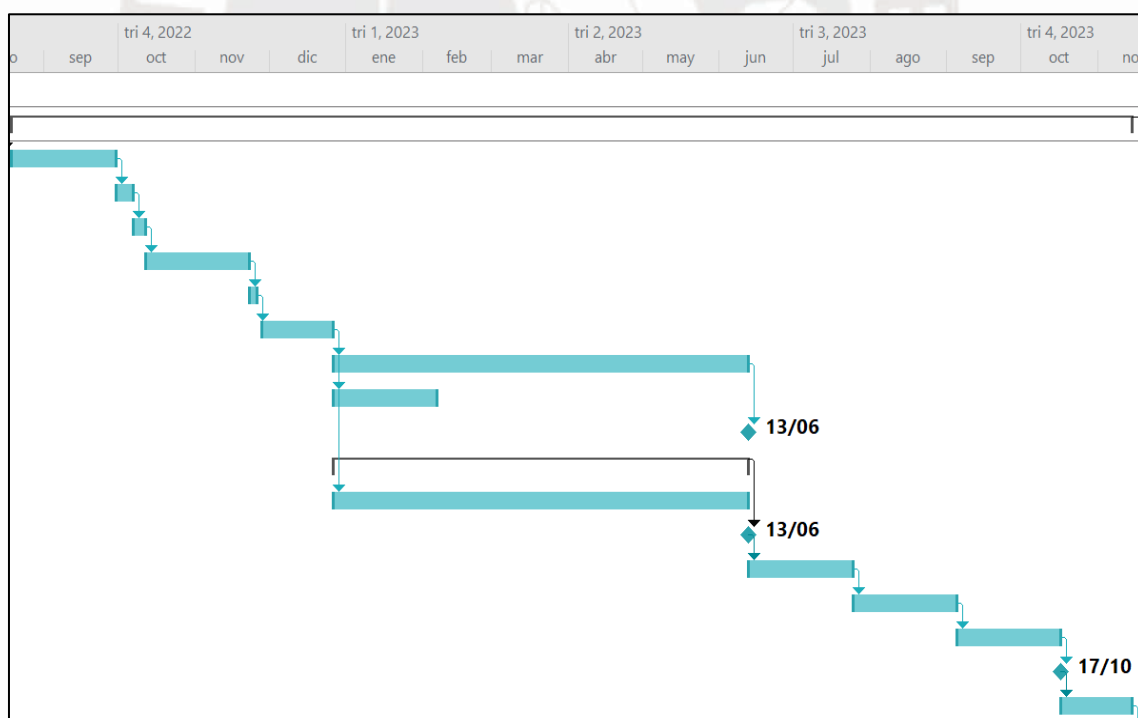 tri 4, 2022 tri 1, 2023 tri 2, 2023 tri 3, 2023 tri 4, 2023
o sep oct nov dic ene feb mar abr may jun jul ago sep oct no
13/06
13/06
17/10